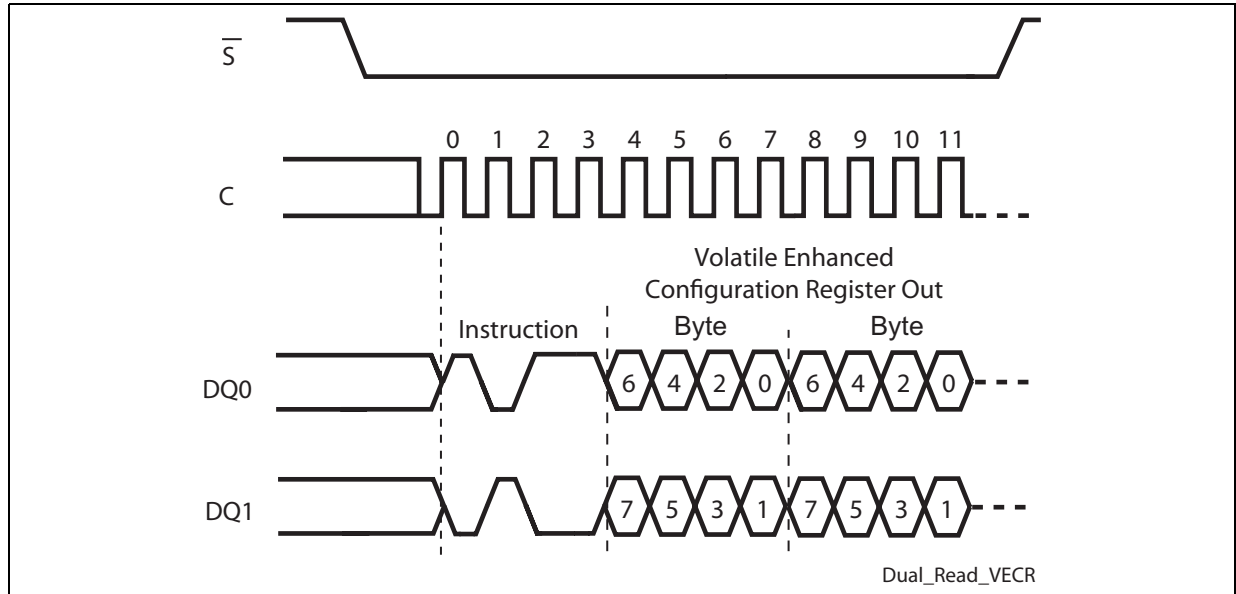 S
0 1 2 3 4 5 6 7 8 9 10 11
C
Volatile Enhanced
Configuration Register Out
Instruction Byte Byte
DQ0 6 4 2 0 6 4 2 0
DQ1 7 5 3 1 7 5 3 1
Dual_Read_VECR